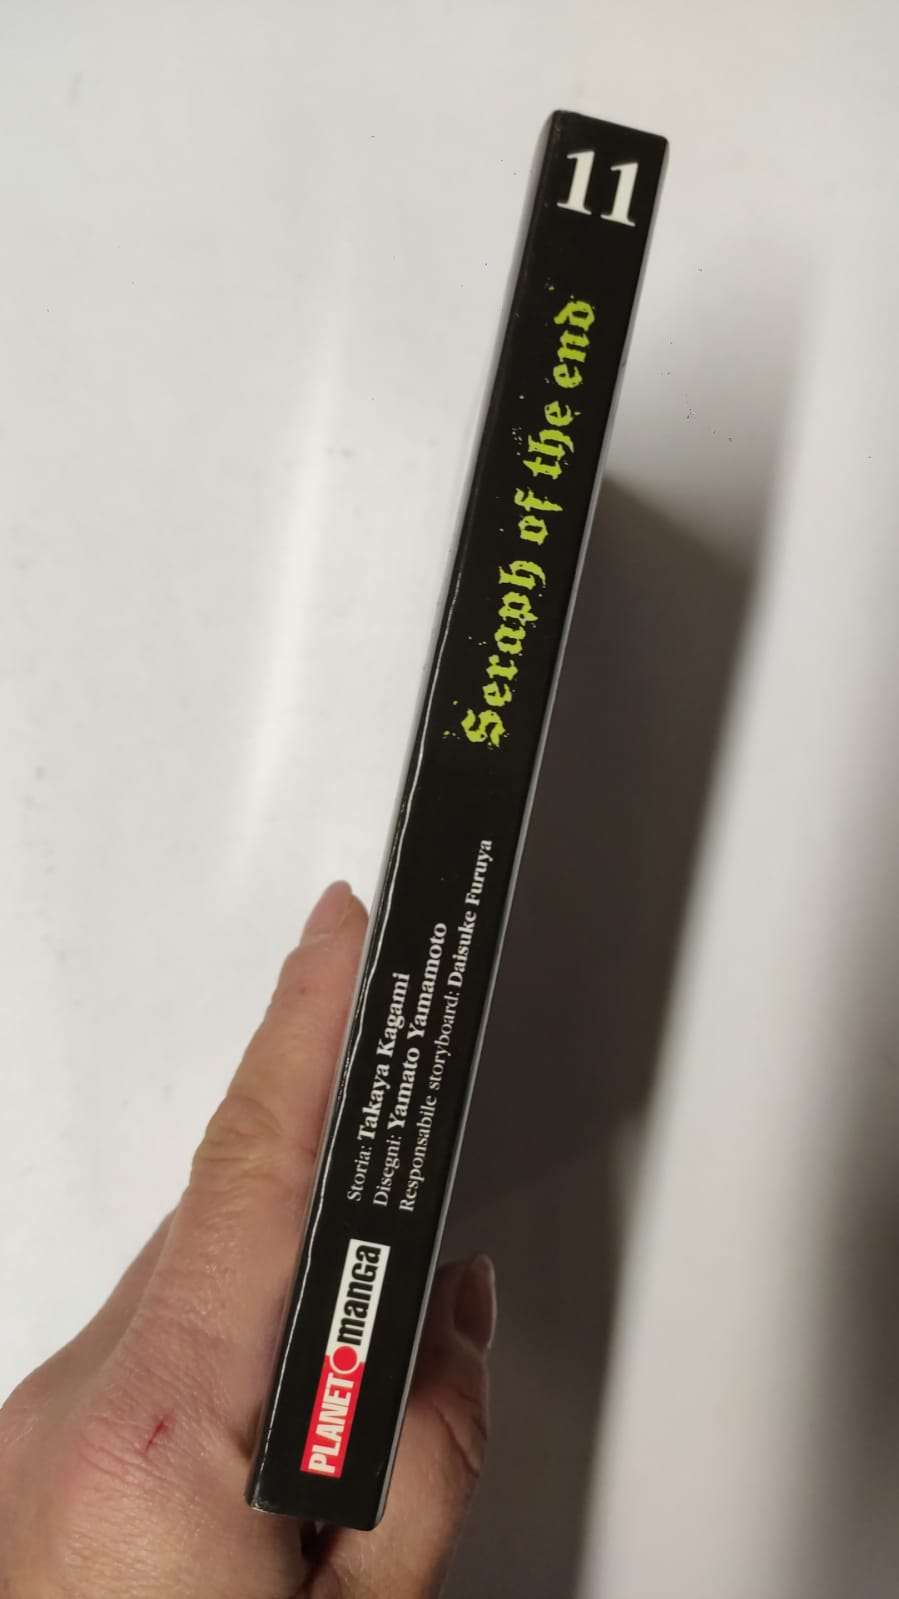 11
Seraph of the end
Storia: Takaya Kagami
Disegni: Yamato Yamamoto
Responsabile storyboard: Daisuke Furuya
PLANET manga